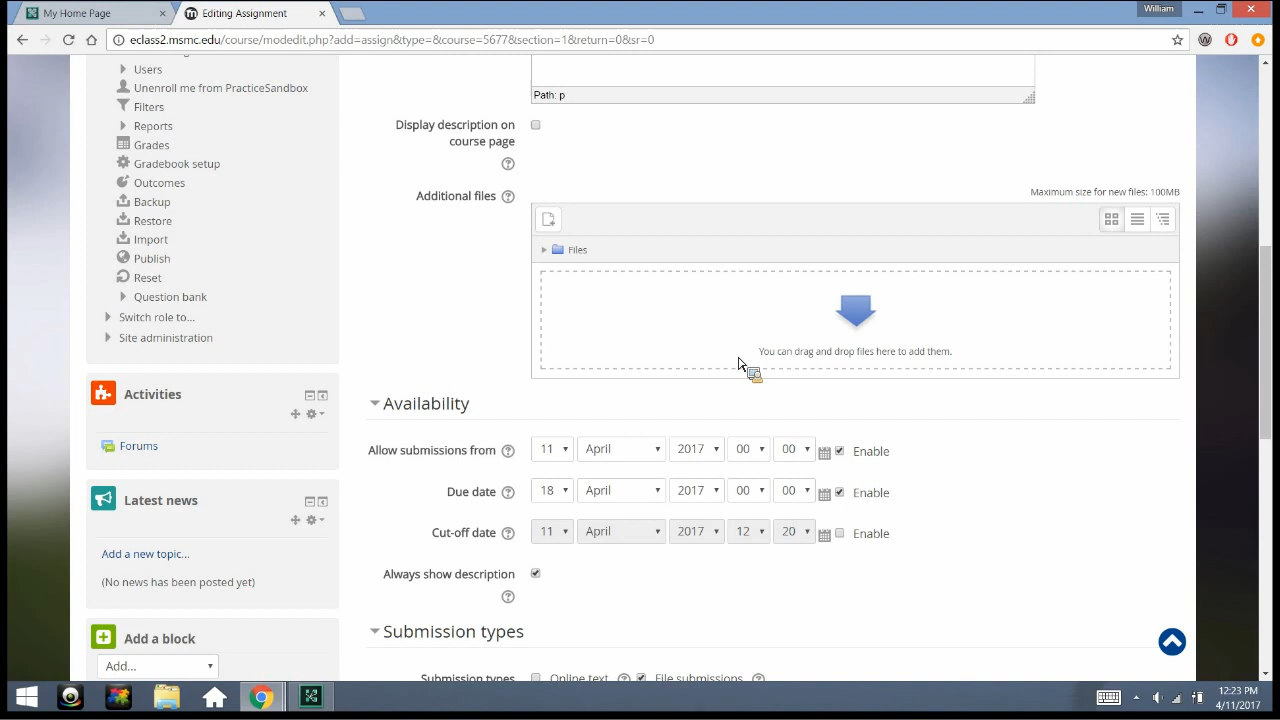 My Home Page
Editing Assignment
William
eclass2.msmc.edu/course/modedit.php?add=assign&type=&course=5677&section=1&return=0&sr=0
Users
Unenroll me from PracticeSandbox
Filters
Reports
Grades
Gradebook setup
Outcomes
Backup
Restore
Import
Publish
Reset
Question bank
Switch role to...
Site administration
Activities
Forums
Latest news
Add a new topic...
(No news has been posted yet)
Add a block
Add...
Path: p
Display description on
course page
Additional files
Maximum size for new files: 100MB
Files
You can drag and drop files here to add them.
Availability
Allow submissions from 11 April 2017 00 00 Enable
Due date 18 April 2017 00 00 Enable
Cut-off date 11 April 2017 12 20 Enable
Always show description
Submission types
Submission types Online text File submissions
12:23 PM
4/11/2017